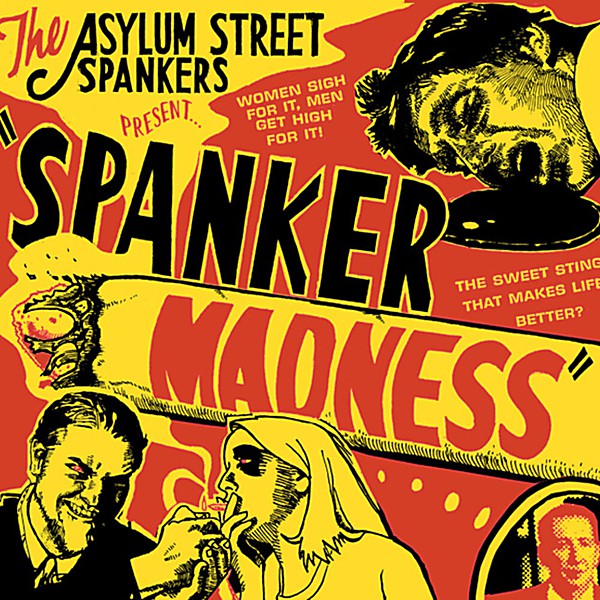 The ASYLUM STREET
SPANKERS
PRESENT...
WOMEN SIGH
FOR IT, MEN
GET HIGH
FOR IT!
"SPANKER
MADNESS"
THE SWEET STING
THAT MAKES LIFE
BETTER?